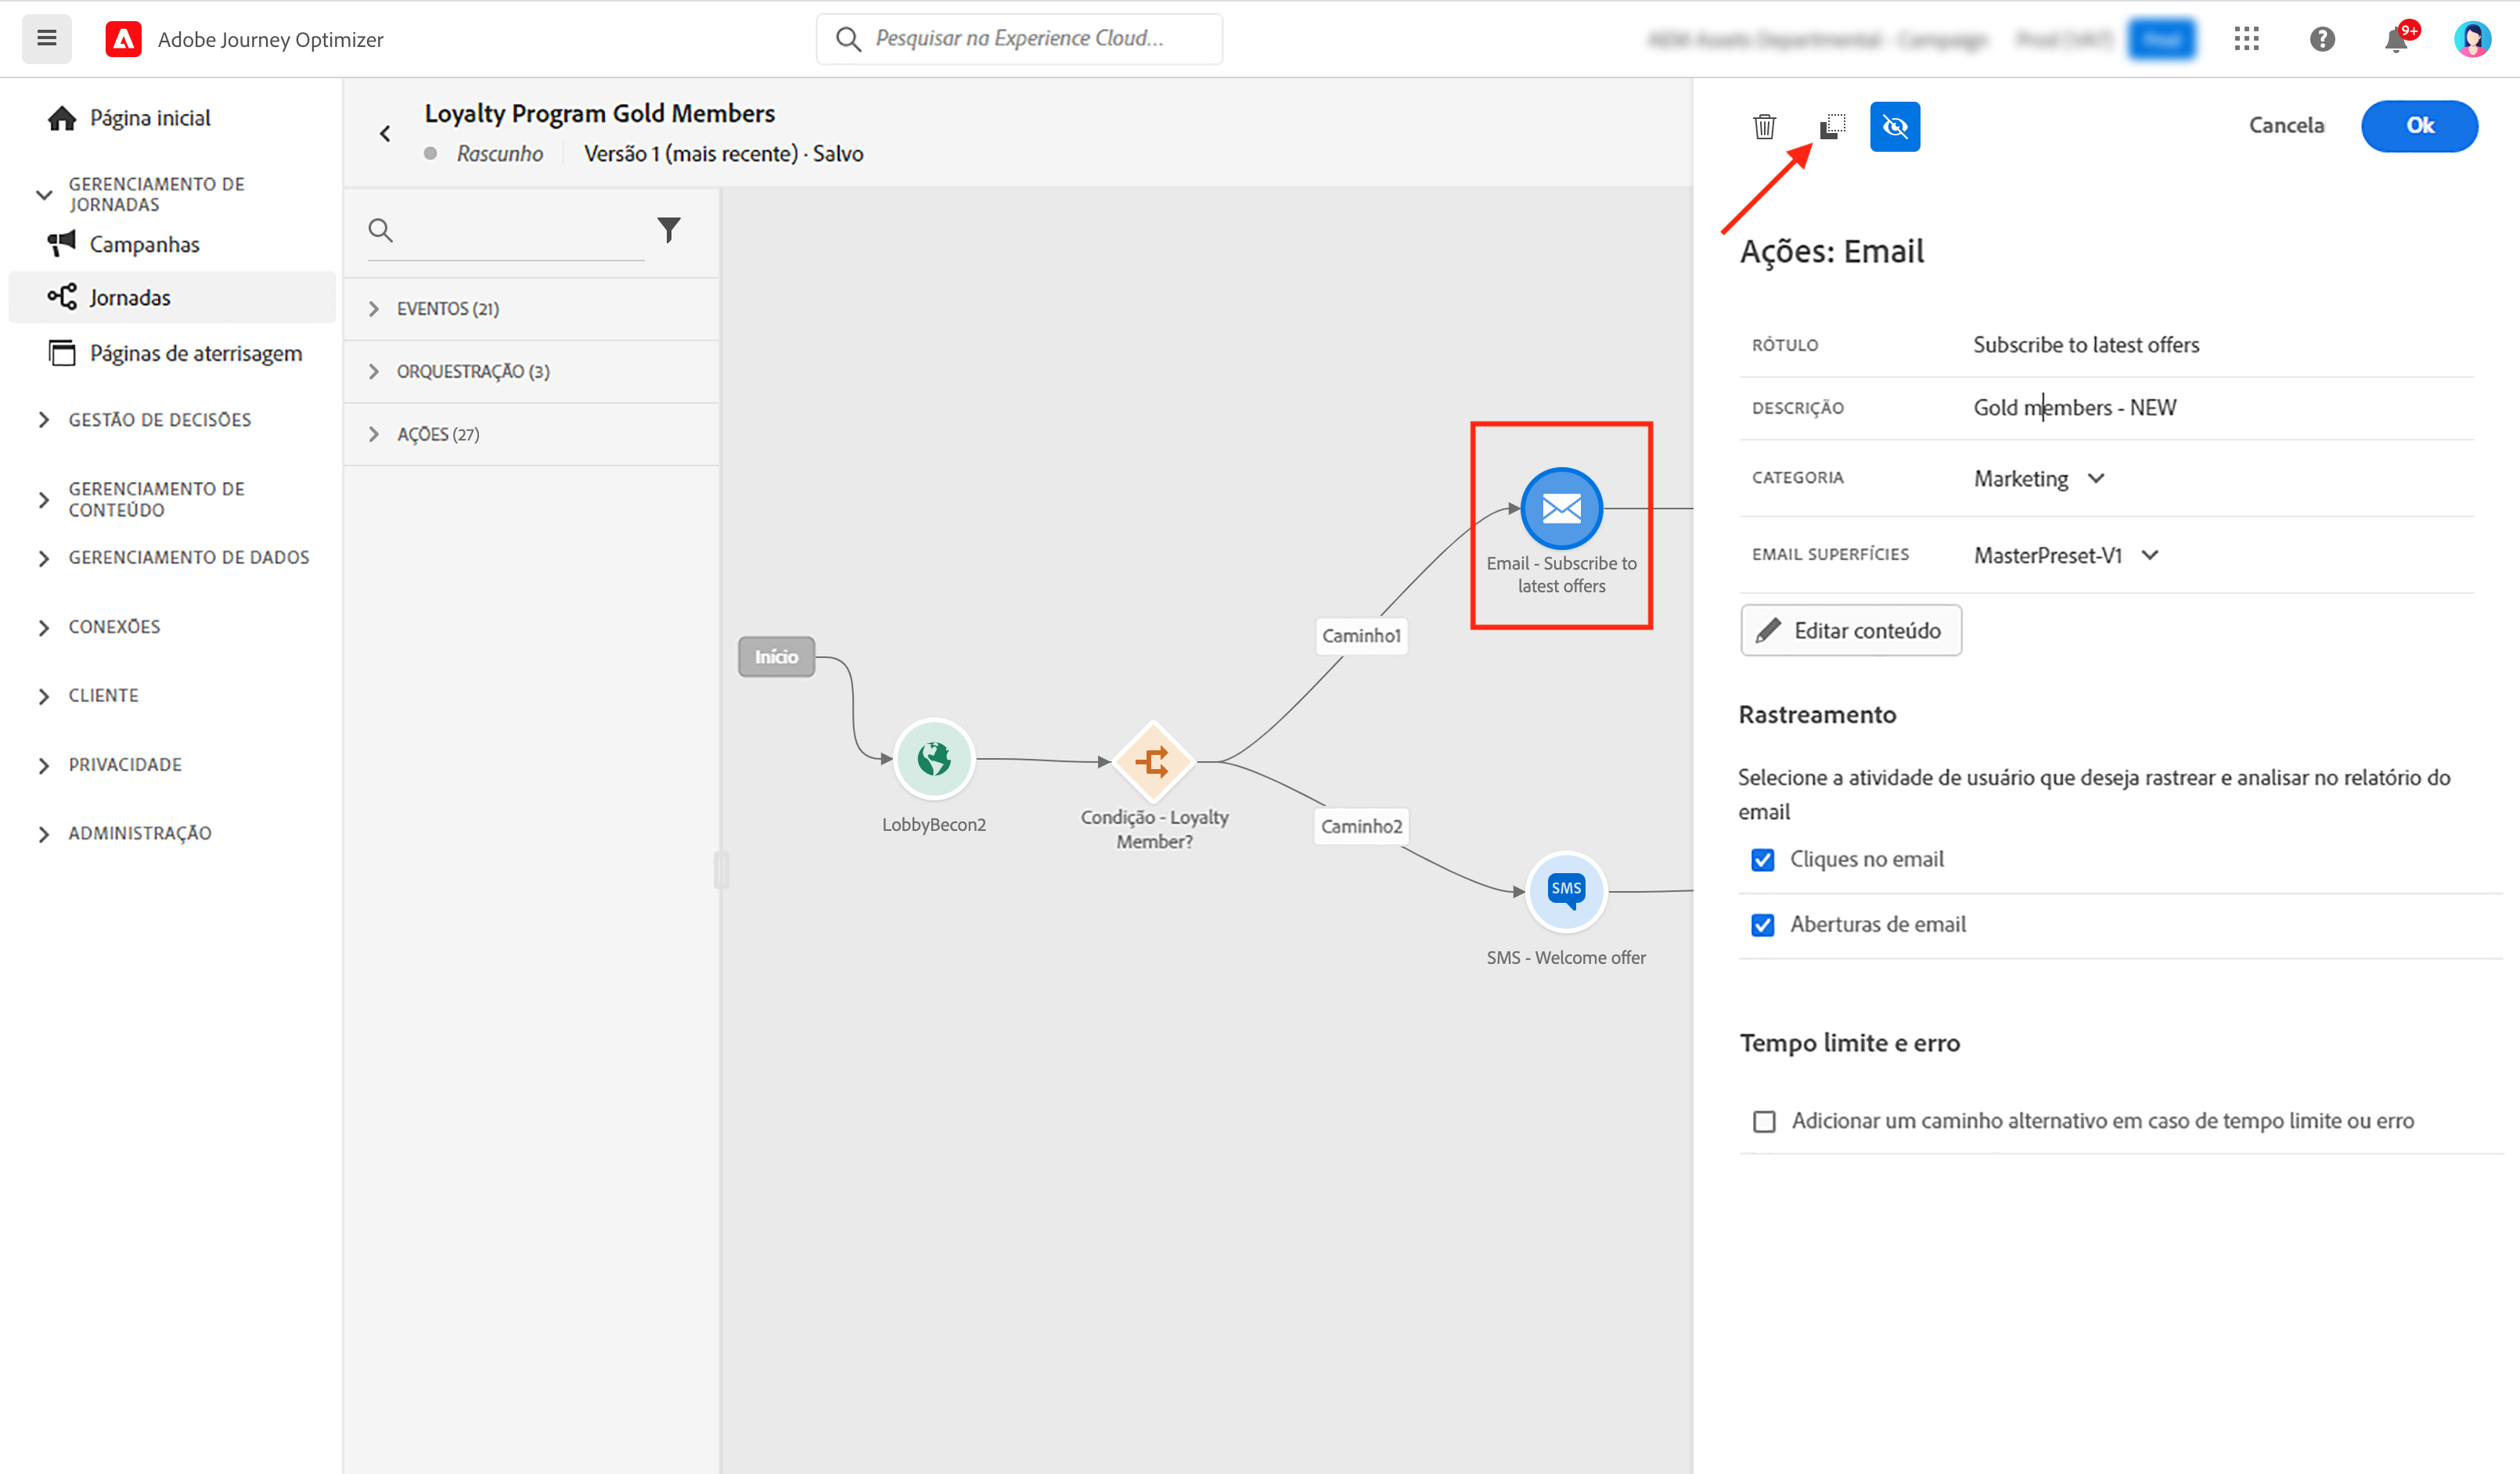 Adobe Journey Optimizer
Pesquisar na Experience Cloud...
9+
Página inicial
GERENCIAMENTO DE
JORNADAS
Campanhas
Jornadas
Páginas de aterrisagem
GESTÃO DE DECISÕES
GERENCIAMENTO DE
CONTEÚDO
GERENCIAMENTO DE DADOS
CONEXÕES
CLIENTE
PRIVACIDADE
ADMINISTRAÇÃO
Loyalty Program Gold Members
Rascunho
Versão 1 (mais recente) · Salvo
EVENTOS (21)
ORQUESTRAÇÃO (3)
AÇÕES (27)
Início
LobbyBecon2
Condição - Loyalty
Member?
Caminho1
Caminho2
Email - Subscribe to
latest offers
SMS
SMS - Welcome offer
Cancela
Ok
Ações: Email
RÓTULO Subscribe to latest offers
DESCRIÇÃO Gold members - NEW
CATEGORIA Marketing
EMAIL SUPERFÍCIES MasterPreset-V1
Editar conteúdo
Rastreamento
Selecione a atividade de usuário que deseja rastrear e analisar no relatório do
email
Cliques no email
Aberturas de email
Tempo limite e erro
Adicionar um caminho alternativo em caso de tempo limite ou erro